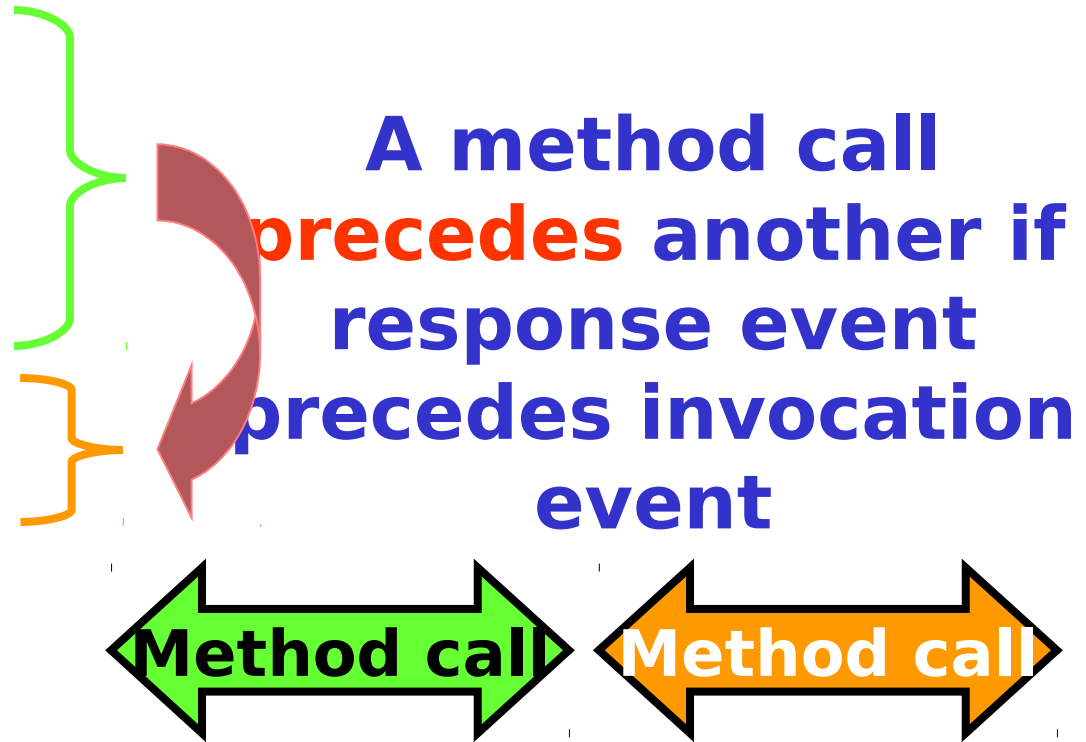 A method call
precedes another if
response event
precedes invocation
event
Method call Method call